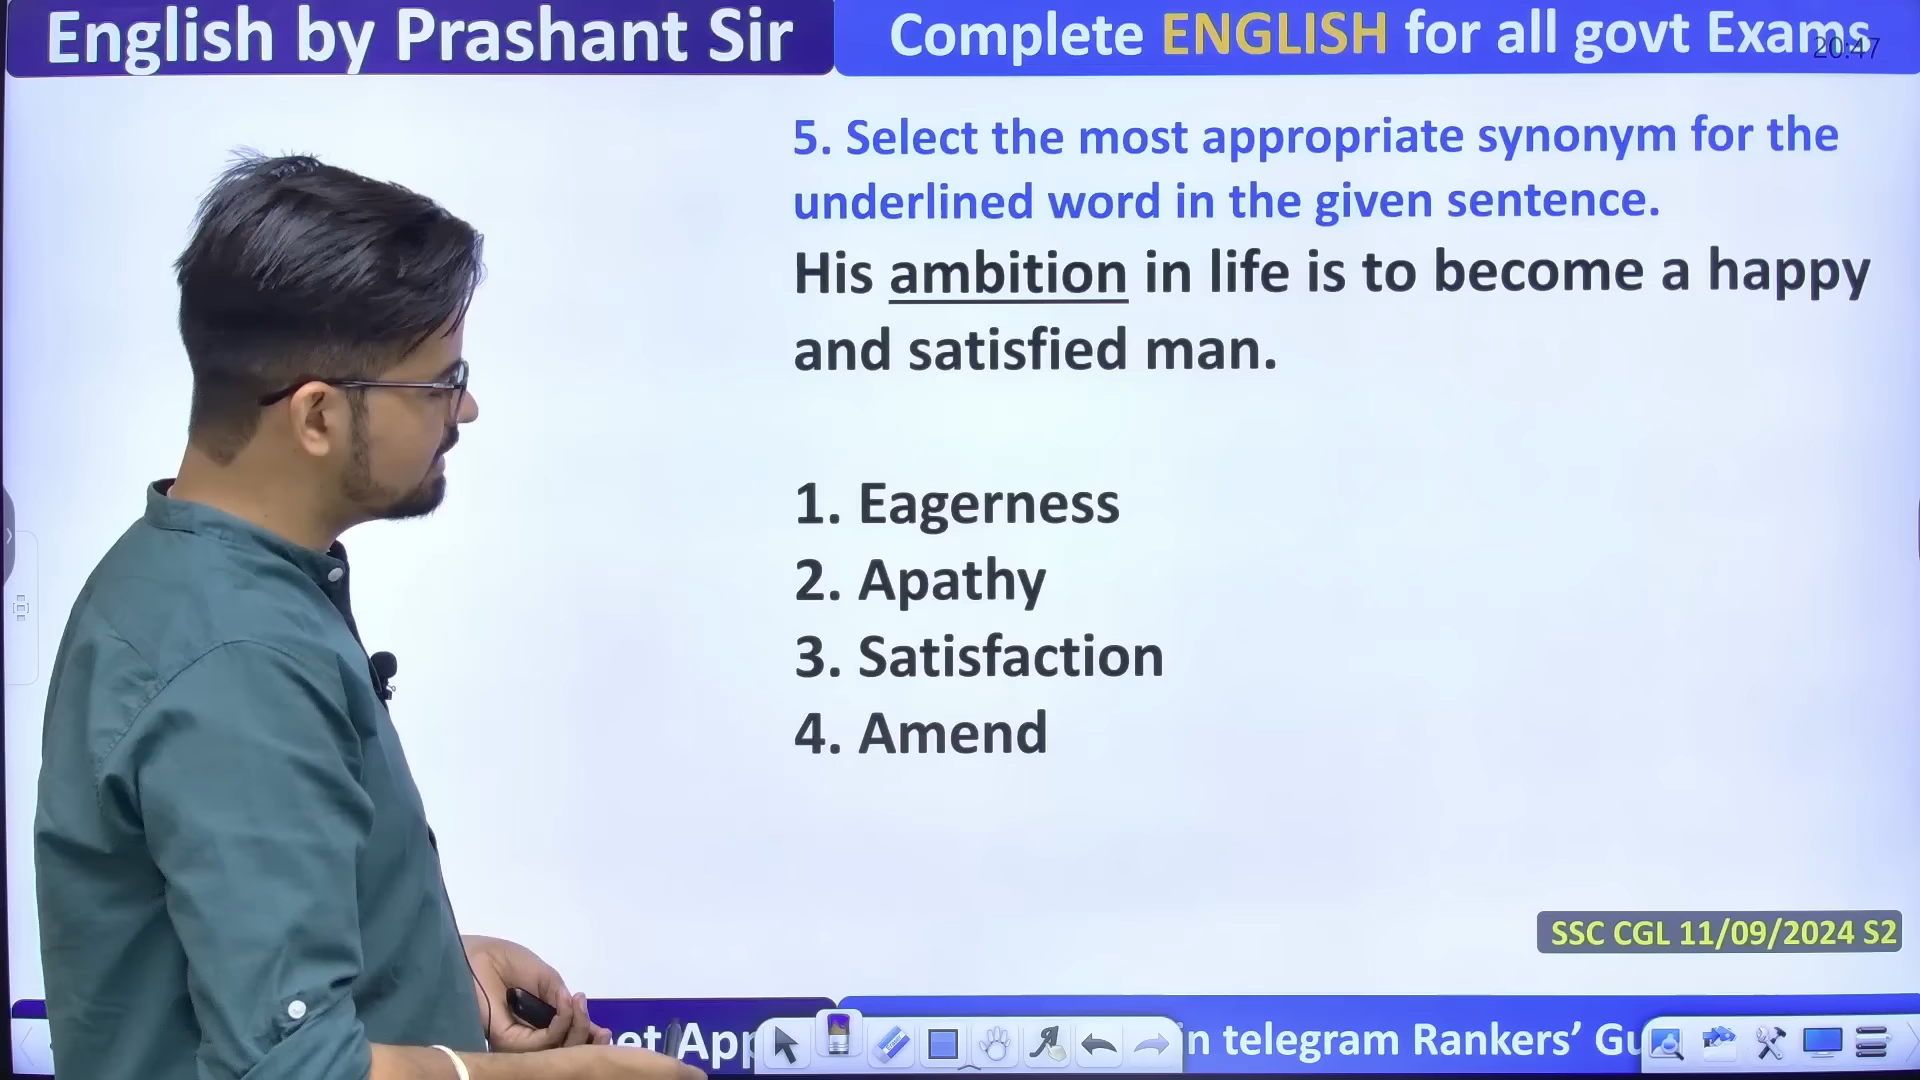 English by Prashant Sir
Complete ENGLISH for all govt Exams
20:47
5. Select the most appropriate synonym for the
underlined word in the given sentence.
His ambition in life is to become a happy
and satisfied man.
1. Eagerness
2. Apathy
3. Satisfaction
4. Amend
SSC CGL 11/09/2024 S2
telegram Rankers’